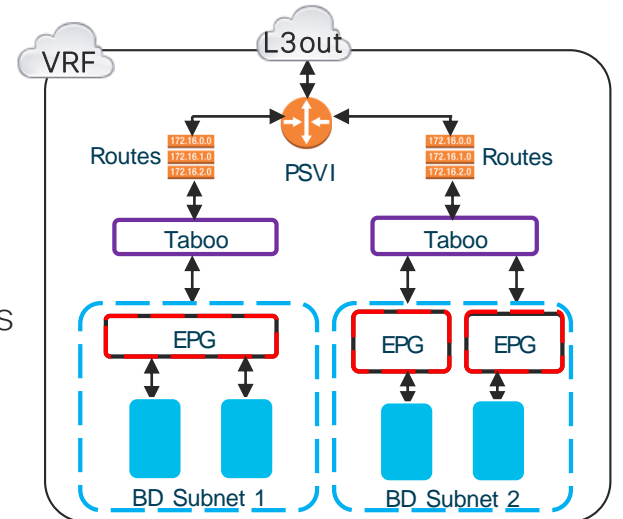 L3out
VRF
172.16.0.0
172.16.1.0
172.16.2.0
Routes
PSVI
172.16.0.0
172.16.1.0
172.16.2.0
Routes
Taboo
Taboo
S
EPG
EPG
EPG
BD Subnet 1
BD Subnet 2